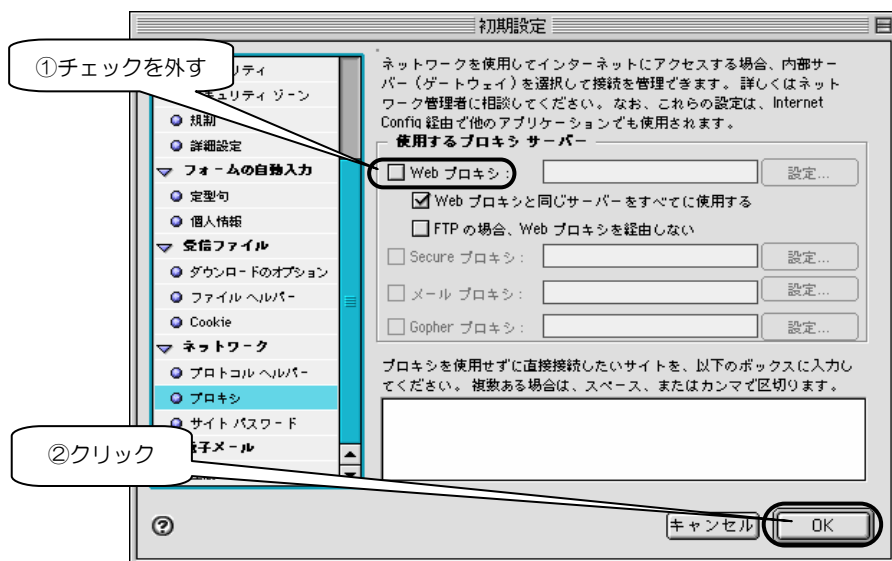 初期設定
①チェックを外す
リティ
キュリティ ゾーン
規則
詳細設定
フォームの自動入力
定型句
個人情報
受信ファイル
ダウンロードのオプション
ファイル ヘルパー
Cookie
ネットワーク
プロトコル ヘルパー
プロキシ
サイト パスワード
子メール
②クリック
ネットワークを使用してインターネットにアクセスする場合、内部サー
バー（ゲートウェイ）を選択して接続を管理できます。詳しくはネット
ワーク管理者に相談してください。なお、これらの設定は、Internet
Config 経由で他のアプリケーションでも使用されます。
使用するプロキシ サーバー
Web プロキシ： 設定...
Web プロキシと同じサーバーをすべてに使用する
FTP の場合、Web プロキシを経由しない
Secure プロキシ： 設定...
メール プロキシ： 設定...
Gopher プロキシ： 設定...
プロキシを使用せずに直接接続したいサイトを、以下のボックスに入力し
てください。複数ある場合は、スペース、またはカンマで区切ります。
?
キャンセル OK